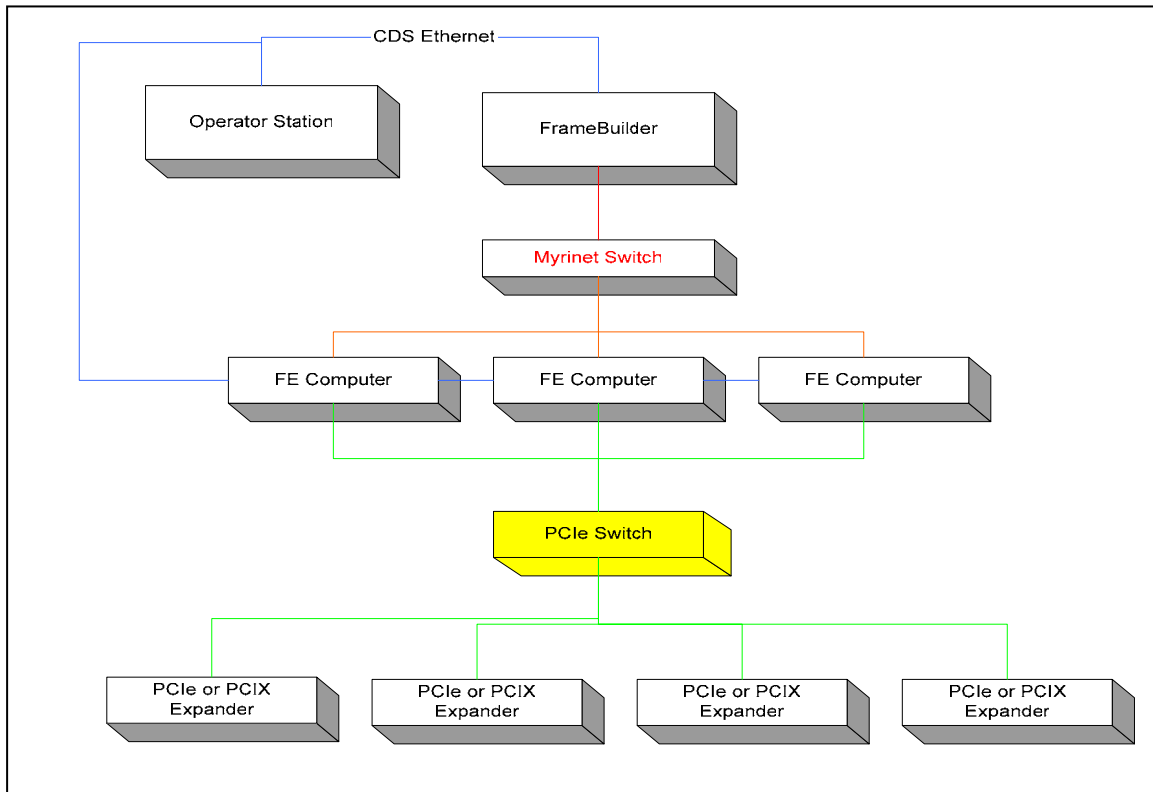 CDS Ethernet
Operator Station
FrameBuilder
Myrinet Switch
FE Computer
FE Computer
FE Computer
PCIe Switch
PCIe or PCIX
Expander
PCIe or PCIX
Expander
PCIe or PCIX
Expander
PCIe or PCIX
Expander